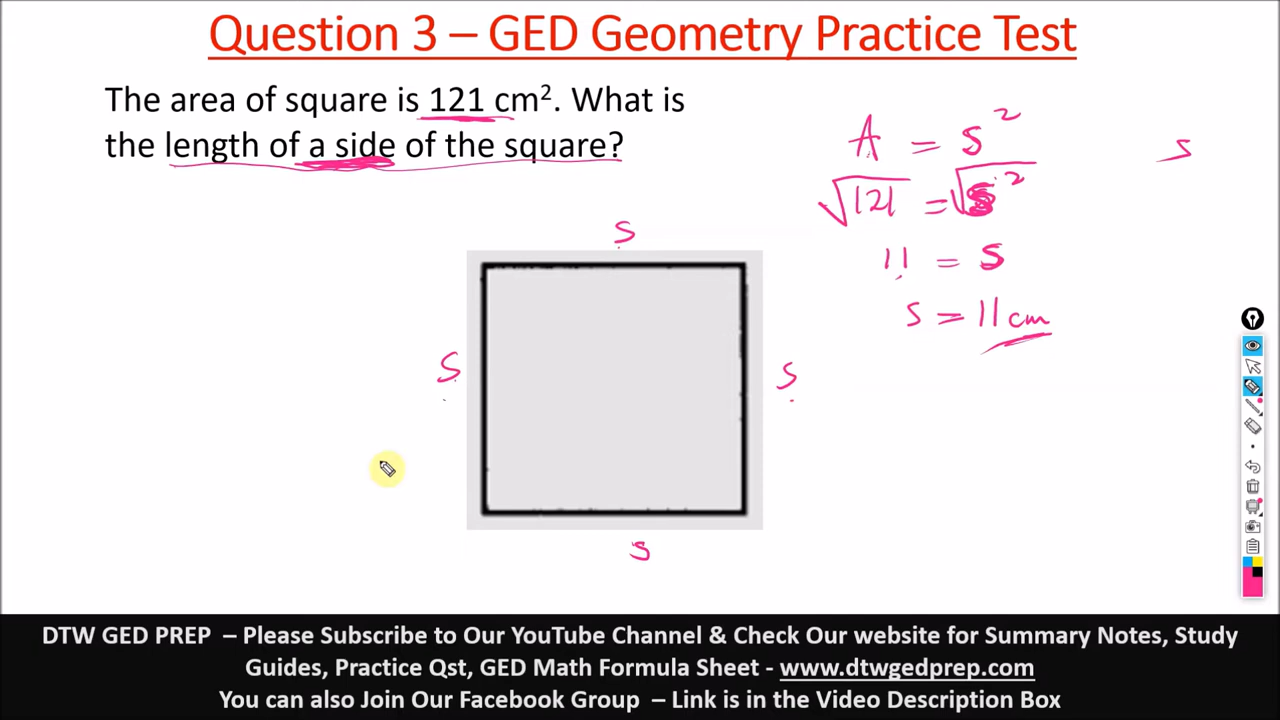 Question 3 – GED Geometry Practice Test
The area of square is 121 cm². What is
the length of a side of the square?
A = s²
s
√121 = √s²
11 = s
s = 11 cm
s
s
s
s
DTW GED PREP – Please Subscribe to Our YouTube Channel & Check Our website for Summary Notes, Study
Guides, Practice Qst, GED Math Formula Sheet - www.dtwgedprep.com
You can also Join Our Facebook Group – Link is in the Video Description Box